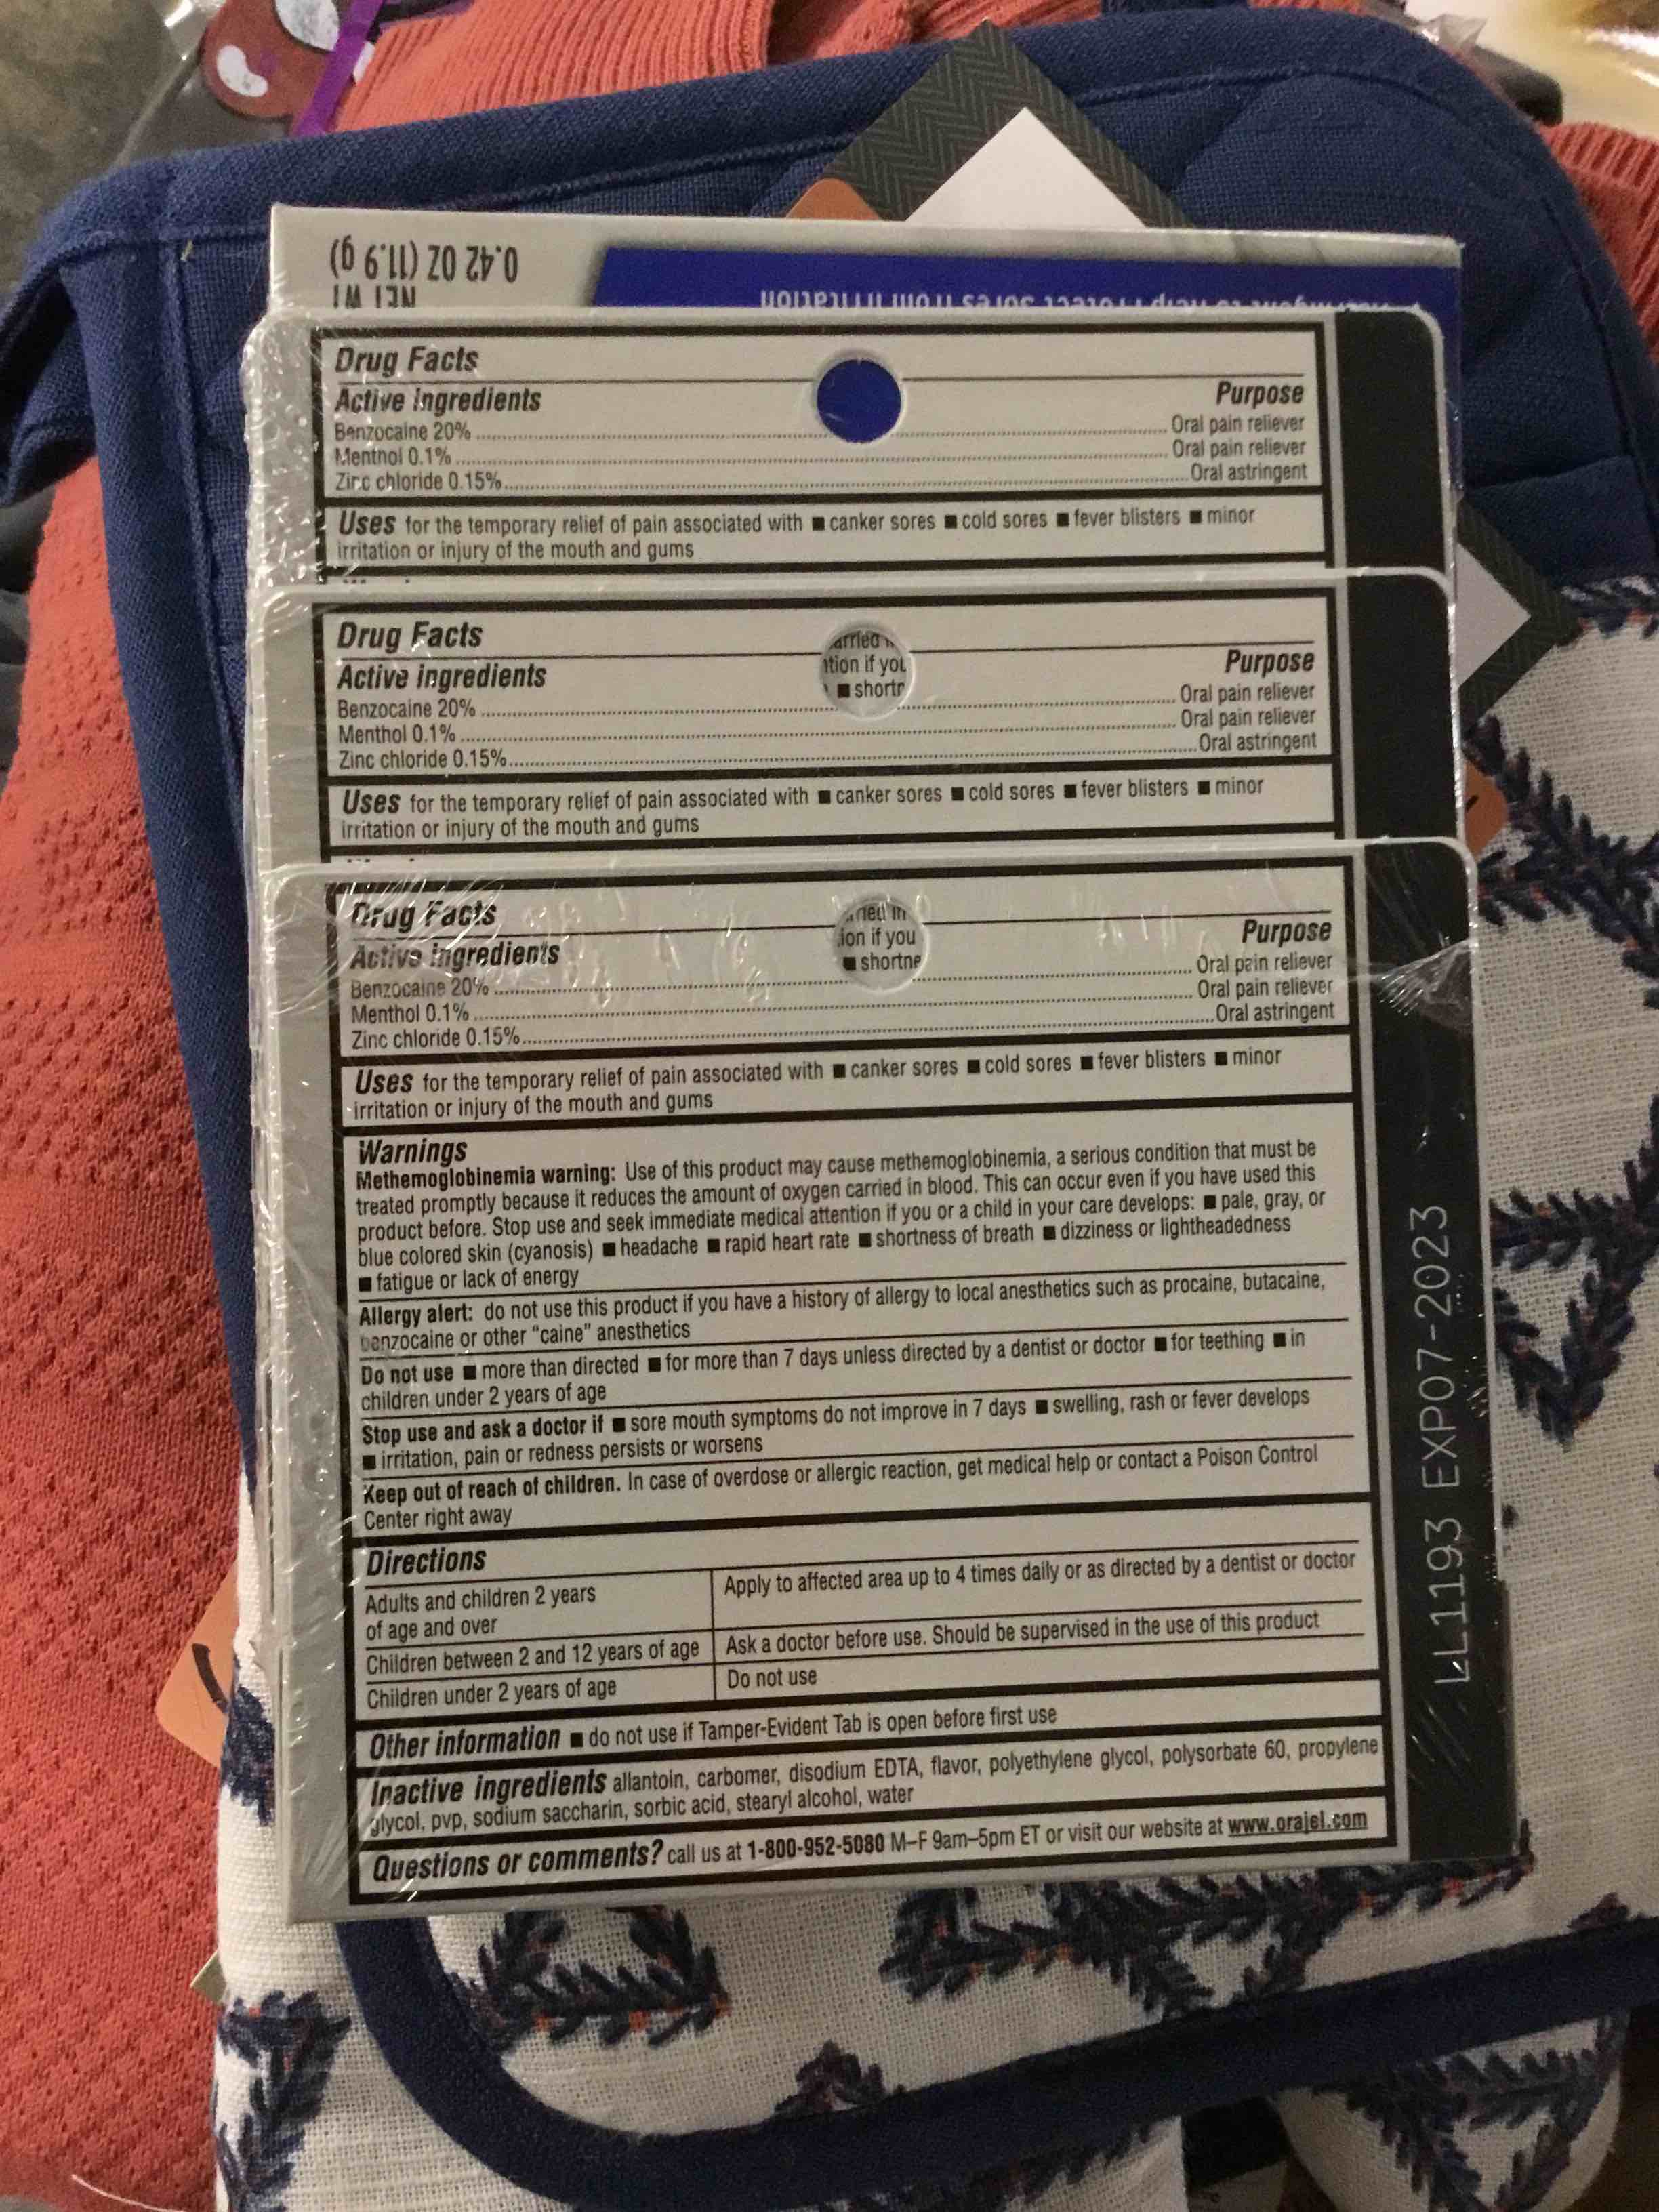 0.42 OZ (11.9 g)
NET WT
to Help Protect Sores from Irritation
Drug Facts
Active ingredients Purpose
Benzocaine 20% Oral pain reliever
Menthol 0.1% Oral pain reliever
Zinc chloride 0.15% Oral astringent
Uses for the temporary relief of pain associated with ■ canker sores ■ cold sores ■ fever blisters ■ minor
irritation or injury of the mouth and gums
Drug Facts
arried
tion if you
■ shortn
Active ingredients Purpose
Benzocaine 20% Oral pain reliever
Menthol 0.1% Oral pain reliever
Zinc chloride 0.15% Oral astringent
Uses for the temporary relief of pain associated with ■ canker sores ■ cold sores ■ fever blisters ■ minor
irritation or injury of the mouth and gums
Drug Facts
rried in
ion if you
■ shortne
Active ingredients Purpose
Benzocaine 20% Oral pain reliever
Menthol 0.1% Oral pain reliever
Zinc chloride 0.15% Oral astringent
Uses for the temporary relief of pain associated with ■ canker sores ■ cold sores ■ fever blisters ■ minor
irritation or injury of the mouth and gums
Warnings
Methemoglobinemia warning: Use of this product may cause methemoglobinemia, a serious condition that must be
treated promptly because it reduces the amount of oxygen carried in blood. This can occur even if you have used this
product before. Stop use and seek immediate medical attention if you or a child in your care develops: ■ pale, gray, or
blue colored skin (cyanosis) ■ headache ■ rapid heart rate ■ shortness of breath ■ dizziness or lightheadedness
■ fatigue or lack of energy
Allergy alert: do not use this product if you have a history of allergy to local anesthetics such as procaine, butacaine,
benzocaine or other "caine" anesthetics
Do not use ■ more than directed ■ for more than 7 days unless directed by a dentist or doctor ■ for teething ■ in
children under 2 years of age
Stop use and ask a doctor if ■ sore mouth symptoms do not improve in 7 days ■ swelling, rash or fever develops
■ irritation, pain or redness persists or worsens
Keep out of reach of children. In case of overdose or allergic reaction, get medical help or contact a Poison Control
Center right away
Directions
Adults and children 2 years Apply to affected area up to 4 times daily or as directed by a dentist or doctor
of age and over
Children between 2 and 12 years of age Ask a doctor before use. Should be supervised in the use of this product
Children under 2 years of age Do not use
Other information ■ do not use if Tamper-Evident Tab is open before first use
Inactive ingredients allantoin, carbomer, disodium EDTA, flavor, polyethylene glycol, polysorbate 60, propylene
glycol, pvp, sodium saccharin, sorbic acid, stearyl alcohol, water
Questions or comments? call us at 1-800-952-5080 M–F 9am–5pm ET or visit our website at www.orajel.com
LL1193 EXP07-2023